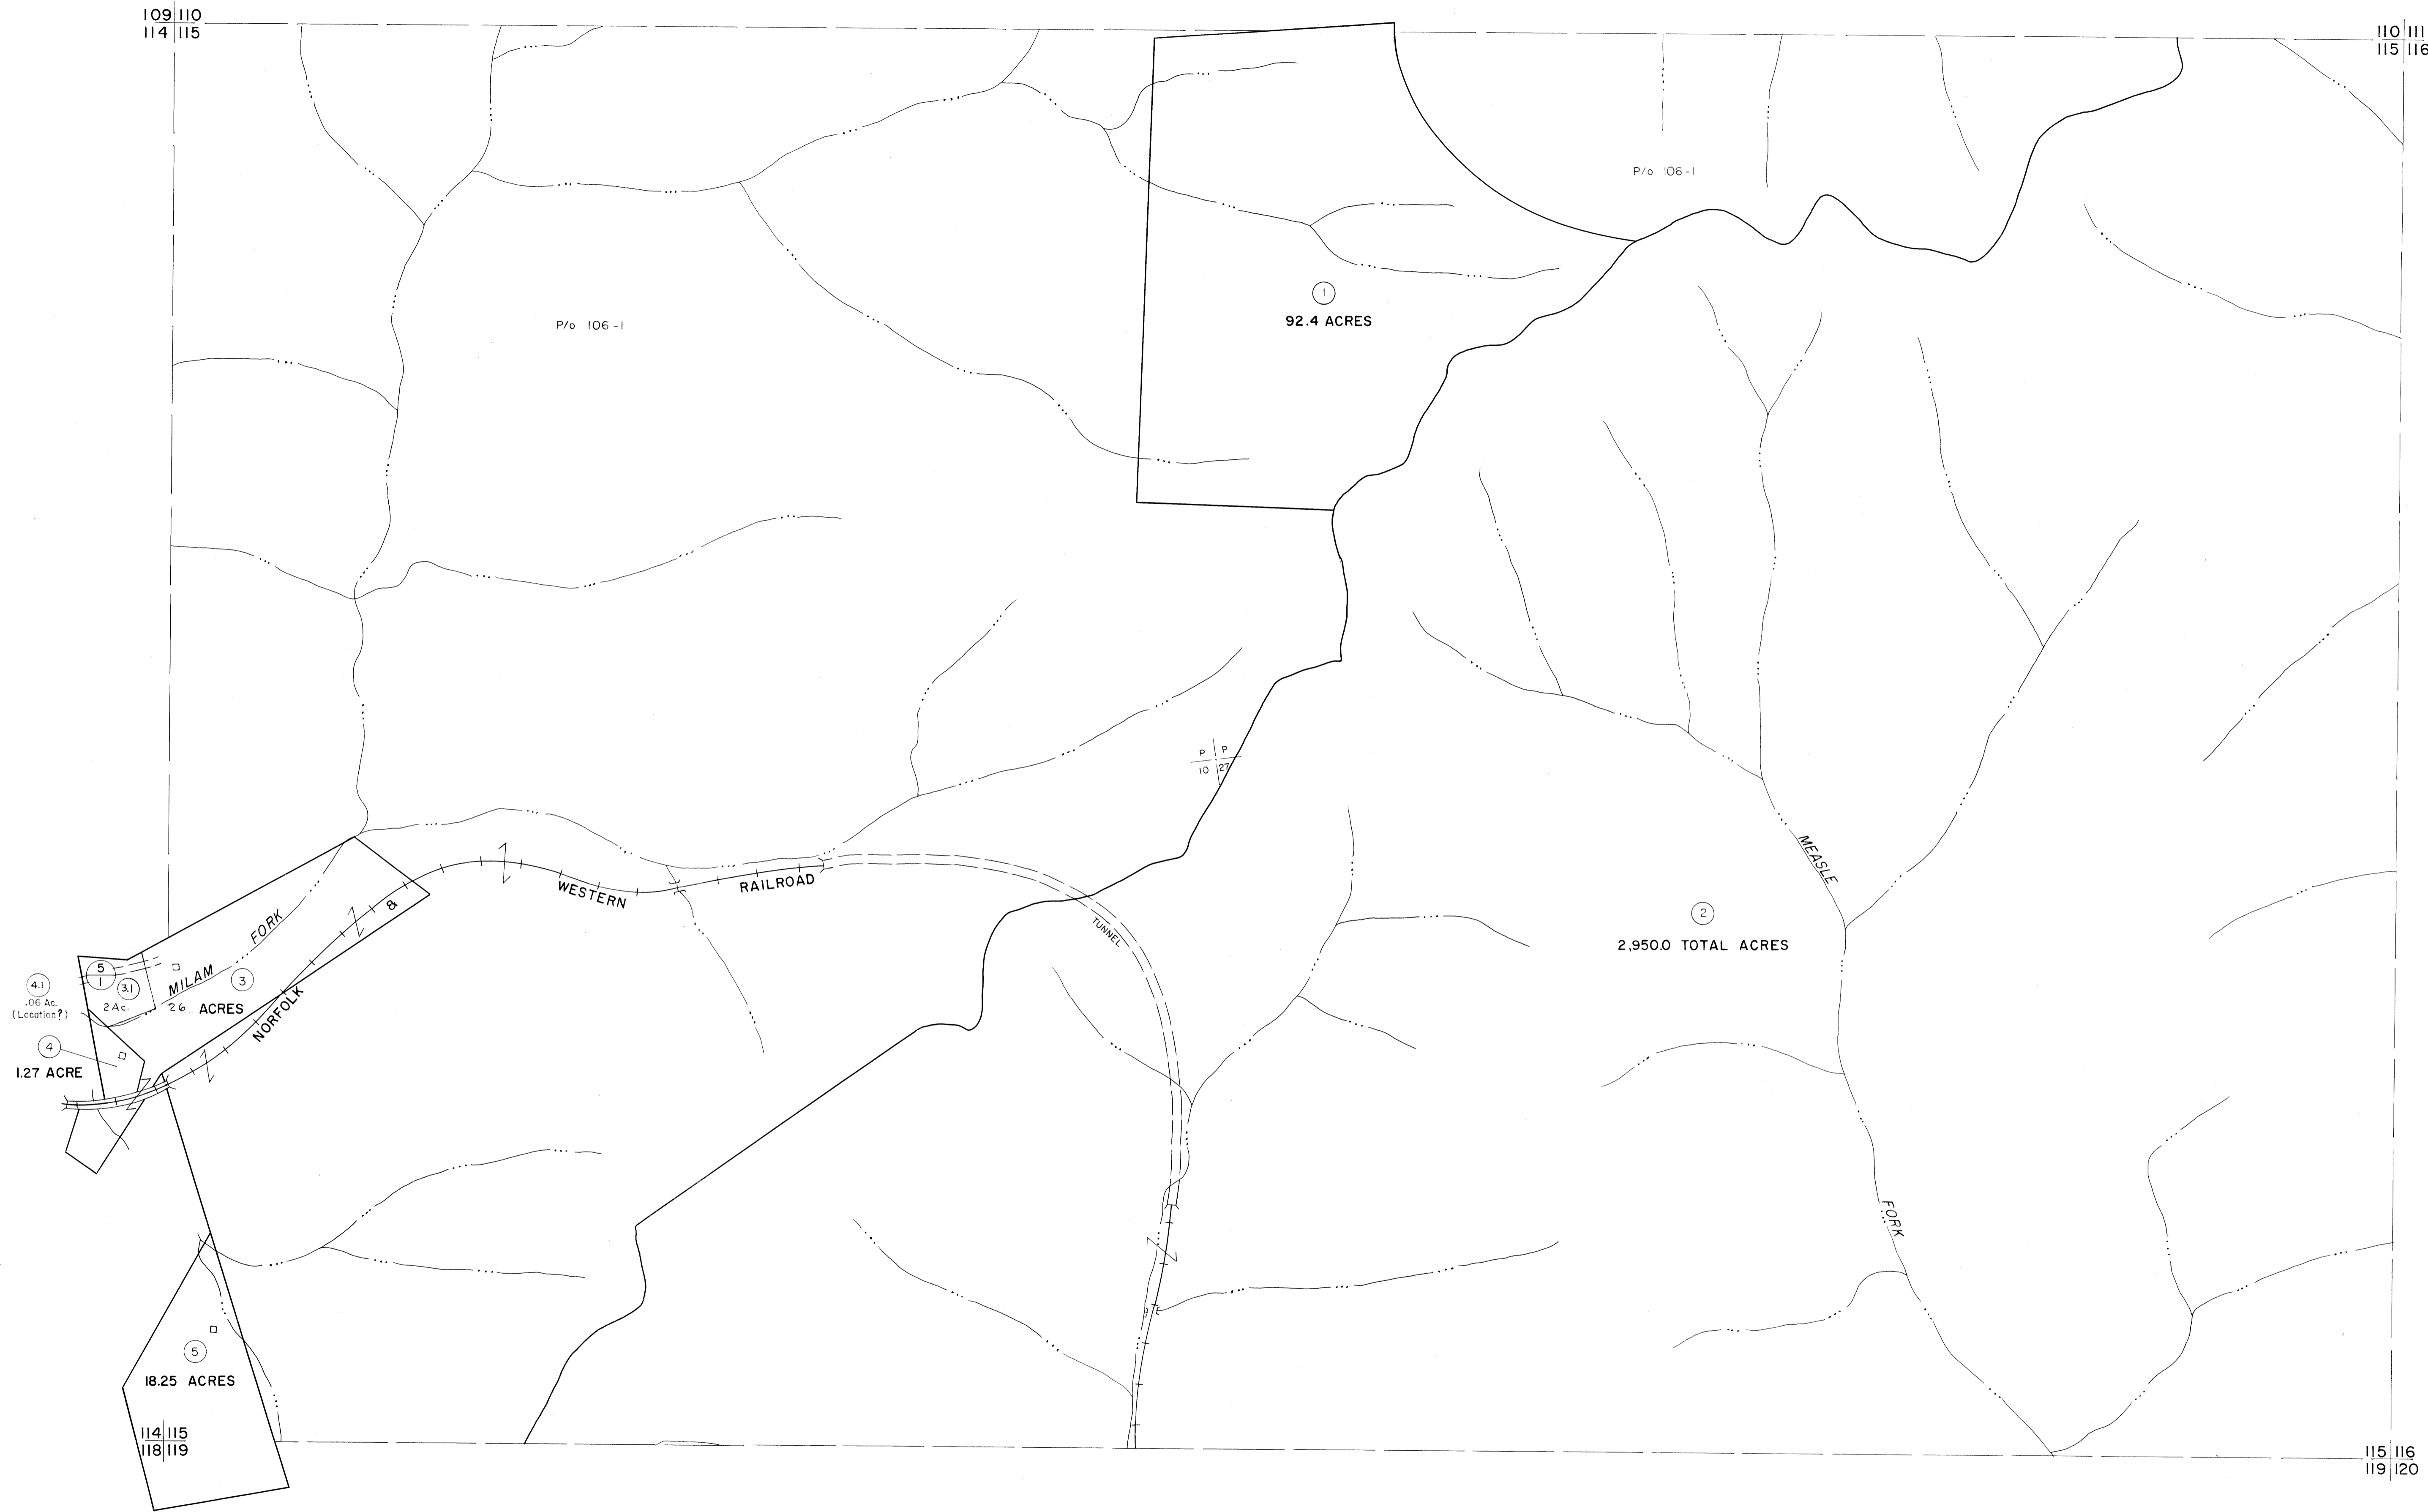 109 110
114 115
110 111
115 116
P/o 106-1
P/o 106-1
1
92.4 ACRES
P P
10 27
MEASLE
FORK
2
2,950.0 TOTAL ACRES
TUNNEL
NORFOLK & WESTERN RAILROAD
MILAM FORK
5
1
3.1
2 Ac.
3
26 ACRES
4.1
.06 Ac.
(Location?)
4
1.27 ACRE
5
18.25 ACRES
114 115
118 119
115 116
119 120